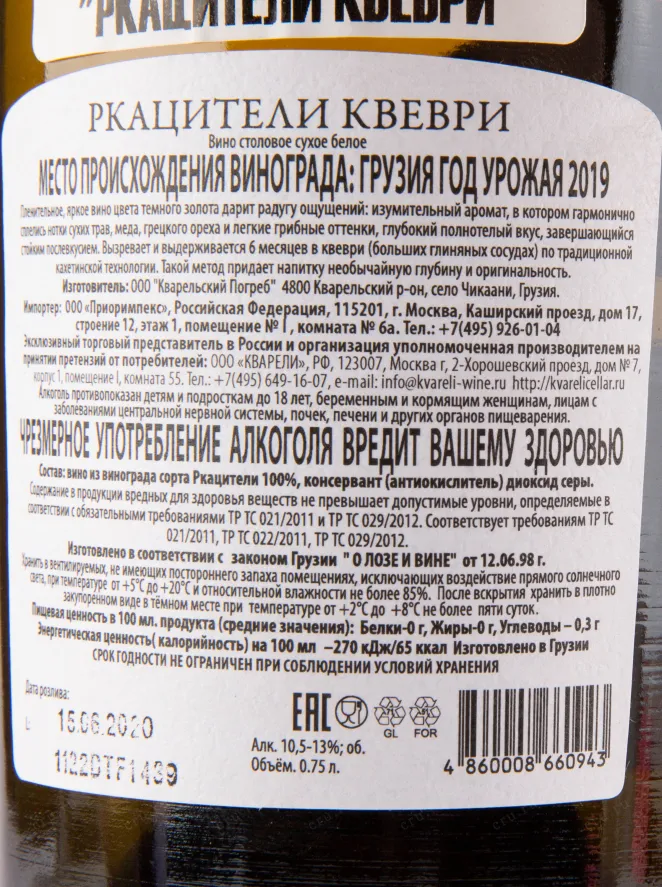 "РКАЦИТЕЛИ КВЕВРИ"
РКАЦИТЕЛИ КВЕВРИ
Вино столовое сухое белое
МЕСТО ПРОИСХОЖДЕНИЯ ВИНОГРАДА: ГРУЗИЯ ГОД УРОЖАЯ 2019
яркое вино цвета темного золота дарит радугу ощущений: изумительный аромат, в котором гармонично
сплелись нотки сухих трав, меда, грецкого ореха и легкие грибные оттенки, глубокий полнотелый вкус, завершающийся
стойким послевкусием. Вызревает и выдерживается 6 месяцев в квеври (больших глиняных сосудах) по традиционной
кахетинской технологии. Такой метод придает напитку необычайную глубину и оригинальность.
Изготовитель: ООО "Кварельский Погреб" 4800 Кварельский р-он, село Чикаани, Грузия.
Импортер: ООО «Приоримпекс», Российская Федерация, 115201, г. Москва, Каширский проезд, дом 17,
строение 12, этаж 1, помещение № I , комната № 6а. Тел.: +7(495) 926-01-04
Эксклюзивный торговый представитель в России и организация уполномоченная производителем на
принятии претензий от потребителей: ООО «КВАРЕЛИ», РФ, 123007, Москва г, 2-Хорошевский проезд, дом № 7,
корпус 1, помещение I, комната 55. Тел.: +7(495) 649-16-07, e-mail: info@kvareli-wine.ru http://kvarelicellar.ru
Алкоголь противопоказан детям и подросткам до 18 лет, беременным и кормящим женщинам, лицам с
заболеваниями центральной нервной системы, почек, печени и других органов пищеварения.
ЧРЕЗМЕРНОЕ УПОТРЕБЛЕНИЕ АЛКОГОЛЯ ВРЕДИТ ВАШЕМУ ЗДОРОВЬЮ
Состав: вино из винограда сорта Ркацители 100%, консервант (антиокислитель) диоксид серы.
Содержание в продукции вредных для здоровья веществ не превышает допустимые уровни, определяемые в
соответствии с обязательными требованиями ТР ТС 021/2011 и ТР ТС 029/2012. Соответствует требованиям ТР ТС
021/2011, ТР ТС 022/2011, ТР ТС 029/2012.
Изготовлено в соответствии с законом Грузии " О ЛОЗЕ И ВИНЕ" от 12.06.98 г.
Хранить в вентилируемых, не имеющих постороннего запаха помещениях, исключающих воздействие прямого солнечного
света, при температуре от +5°C до +20°C и относительной влажности не более 85%. После вскрытия хранить в плотно
закупоренном виде в тёмном месте при температуре от +2°C до +8°C не более пяти суток.
Пищевая ценность в 100 мл. продукта (средние значения): Белки-0 г, Жиры-0 г, Углеводы – 0,3 г
Энергетическая ценность( калорийность) на 100 мл –270 кДж/65 ккал Изготовлено в Грузии
СРОК ГОДНОСТИ НЕ ОГРАНИЧЕН ПРИ СОБЛЮДЕНИИ УСЛОВИЙ ХРАНЕНИЯ
Дата розлива:
L: 15.06.2020
1122DTF1439
EAC
GL
FOR
Алк. 10,5-13%; об.
Объём. 0.75 л.
4 860008 660943